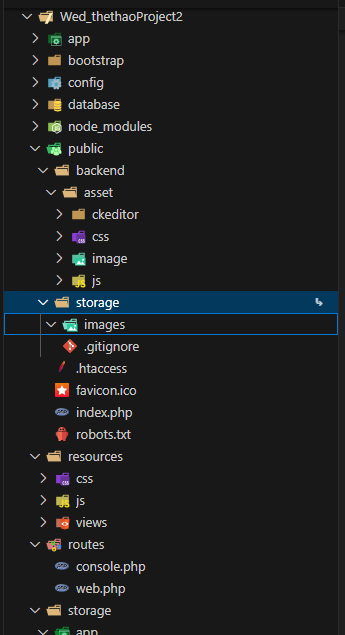 Wed_thethaoProject2
app
bootstrap
config
database
node_modules
public
backend
asset
ckeditor
css
image
js
storage
images
.gitignore
.htaccess
favicon.ico
index.php
robots.txt
resources
css
js
views
routes
console.php
web.php
storage
app